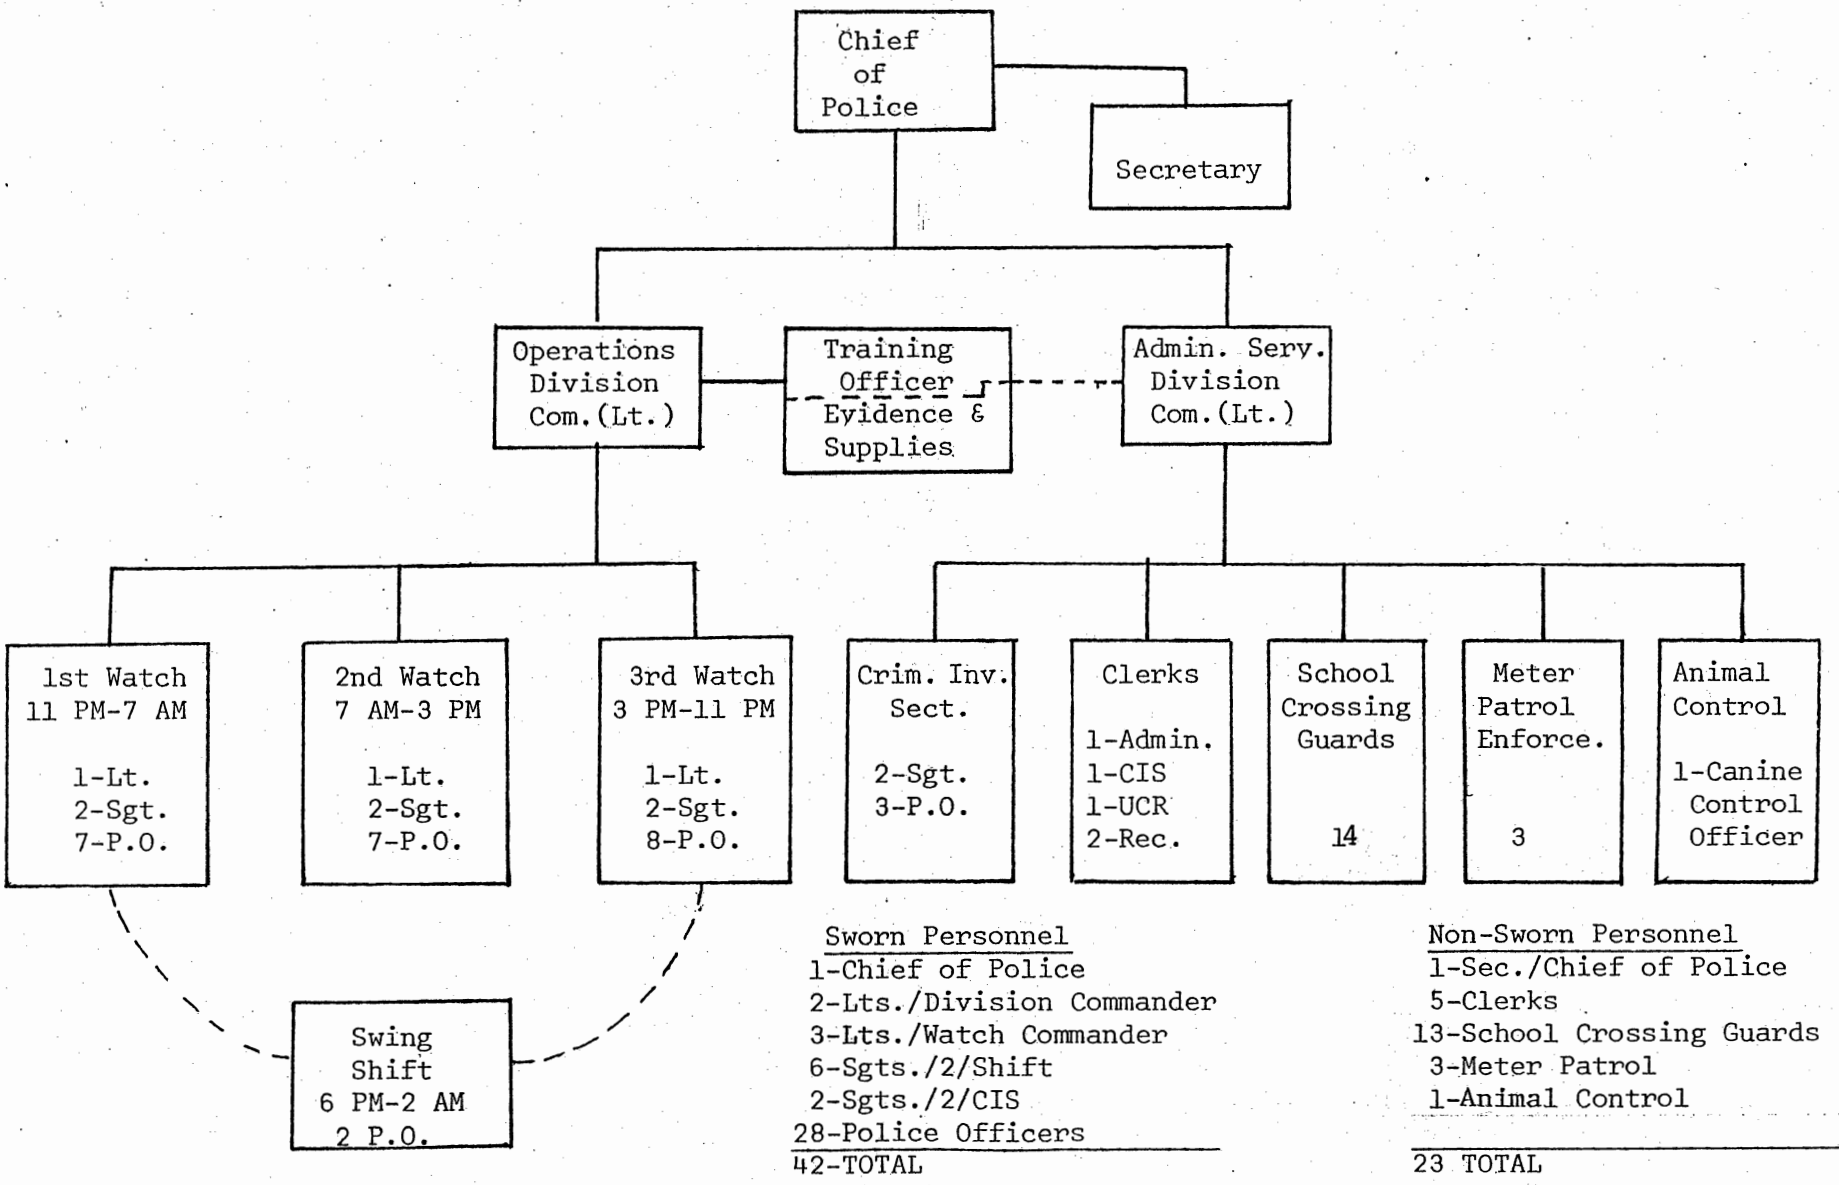 Chief
of
Police
Secretary
Operations
Division
Com.(Lt.)
Training
Officer
Evidence &
Supplies
Admin. Serv.
Division
Com.(Lt.)
1st Watch
11 PM-7 AM
1-Lt.
2-Sgt.
7-P.O.
2nd Watch
7 AM-3 PM
1-Lt.
2-Sgt.
7-P.O.
3rd Watch
3 PM-11 PM
1-Lt.
2-Sgt.
8-P.O.
Crim. Inv.
Sect.
2-Sgt.
3-P.O.
Clerks
1-Admin.
1-CIS
1-UCR
2-Rec.
School
Crossing
Guards
14
Meter
Patrol
Enforce.
3
Animal
Control
1-Canine
Control
Officer
Swing
Shift
6 PM-2 AM
2 P.O.
Sworn Personnel
1-Chief of Police
2-Lts./Division Commander
3-Lts./Watch Commander
6-Sgts./2/Shift
2-Sgts./2/CIS
28-Police Officers
42-TOTAL
Non-Sworn Personnel
1-Sec./Chief of Police
5-Clerks
13-School Crossing Guards
3-Meter Patrol
1-Animal Control
23 TOTAL